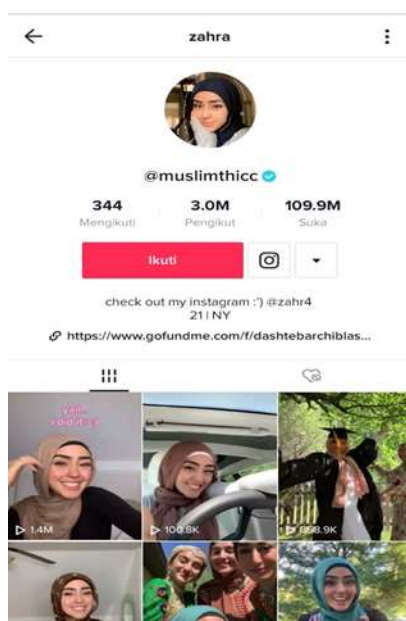 zahra
@muslimthicc
344 3.0M 109.9M
Mengikuti Pengikut Suka
Ikuti
check out my instagram :') @zahr4
21 | NY
https://www.gofundme.com/f/dashtebarchiblas...
1.4M 100.8K